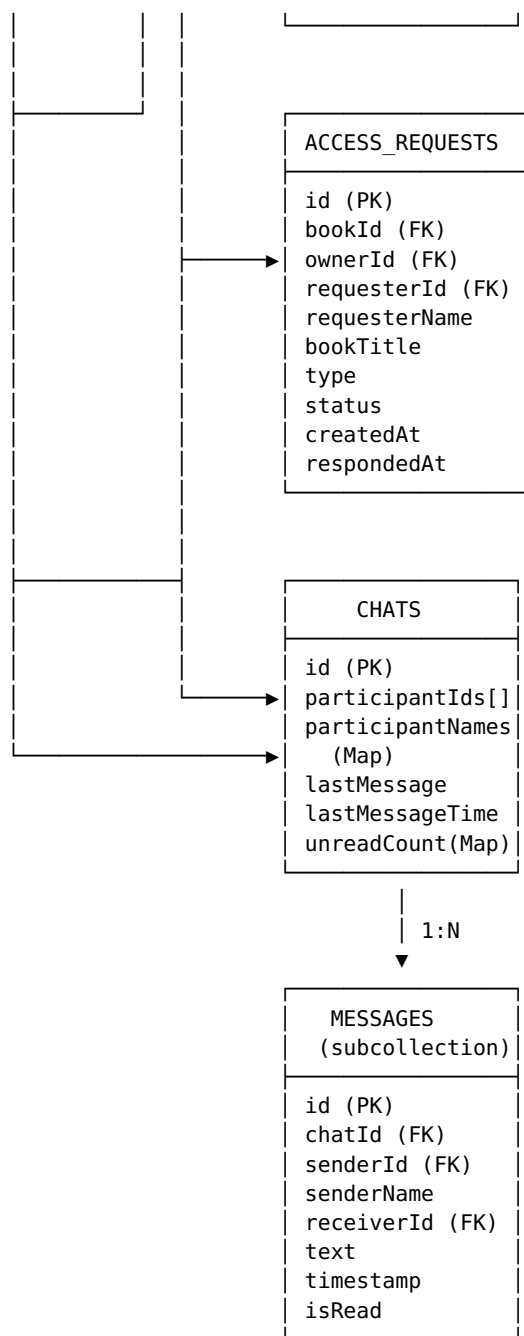 ACCESS_REQUESTS
id (PK)
bookId (FK)
ownerId (FK)
requesterId (FK)
requesterName
bookTitle
type
status
createdAt
respondedAt
CHATS
id (PK)
participantIds[]
participantNames
(Map)
lastMessage
lastMessageTime
unreadCount(Map)
1:N
MESSAGES
(subcollection)
id (PK)
chatId (FK)
senderId (FK)
senderName
receiverId (FK)
text
timestamp
isRead